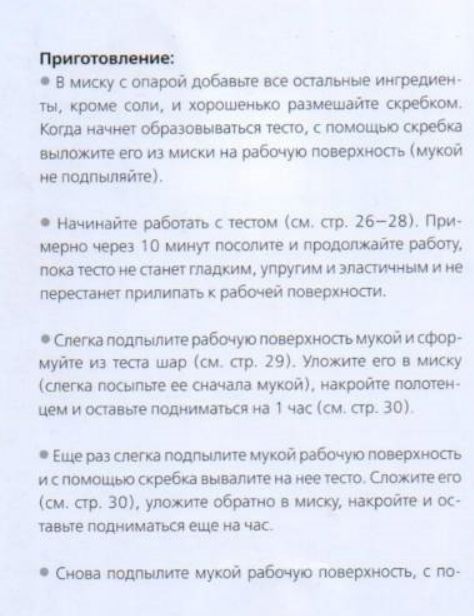 Приготовление:
● В миску с опарой добавьте все остальные ингредиен-
ты, кроме соли, и хорошенько размешайте скребком.
Когда начнет образовываться тесто, с помощью скребка
выложите его из миски на рабочую поверхность (мукой
не подпыляйте).
● Начинайте работать с тестом (см. стр. 26—28). При-
мерно через 10 минут посолите и продолжайте работу,
пока тесто не станет гладким, упругим и эластичным и не
перестанет прилипать к рабочей поверхности.
● Слегка подпылите рабочую поверхность мукой и сфор-
муйте из теста шар (см. стр. 29). Уложите его в миску
(слегка посыпьте ее сначала мукой), накройте полотен-
цем и оставьте подниматься на 1 час (см. стр. 30).
● Еще раз слегка подпылите мукой рабочую поверхность
и с помощью скребка вывалите на нее тесто. Сложите его
(см. стр. 30), уложите обратно в миску, накройте и ос-
тавьте подниматься еще на час.
● Снова подпылите мукой рабочую поверхность, с по-